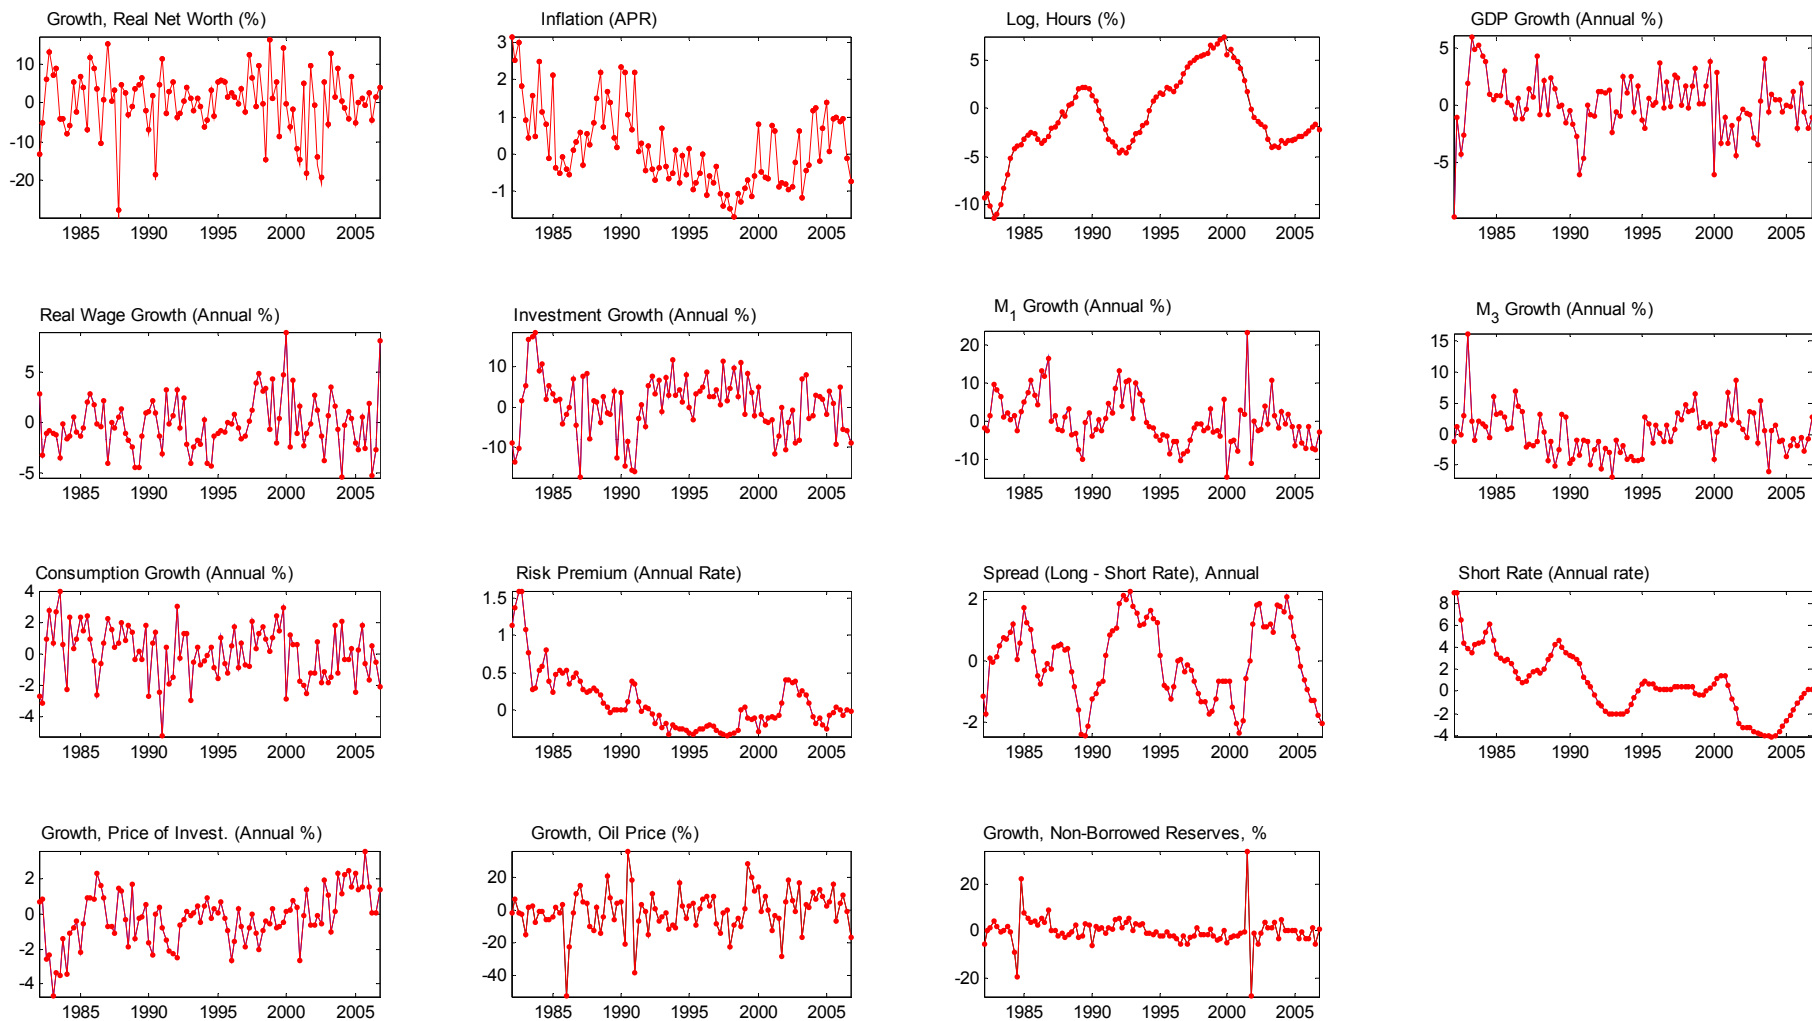 Growth, Real Net Worth (%)
10
0
-10
-20
1985 1990 1995 2000 2005
Inflation (APR)
3
2
1
0
-1
1985 1990 1995 2000 2005
Log, Hours (%)
5
0
-5
-10
1985 1990 1995 2000 2005
GDP Growth (Annual %)
5
0
-5
1985 1990 1995 2000 2005
Real Wage Growth (Annual %)
5
0
-5
1985 1990 1995 2000 2005
Investment Growth (Annual %)
10
0
-10
1985 1990 1995 2000 2005
M1 Growth (Annual %)
20
10
0
-10
1985 1990 1995 2000 2005
M3 Growth (Annual %)
15
10
5
0
-5
1985 1990 1995 2000 2005
Consumption Growth (Annual %)
4
2
0
-2
-4
1985 1990 1995 2000 2005
Risk Premium (Annual Rate)
1.5
1
0.5
0
1985 1990 1995 2000 2005
Spread (Long - Short Rate), Annual
2
0
-2
1985 1990 1995 2000 2005
Short Rate (Annual rate)
8
6
4
2
0
-2
-4
1985 1990 1995 2000 2005
Growth, Price of Invest. (Annual %)
2
0
-2
-4
1985 1990 1995 2000 2005
Growth, Oil Price (%)
20
0
-20
-40
1985 1990 1995 2000 2005
Growth, Non-Borrowed Reserves, %
20
0
-20
1985 1990 1995 2000 2005